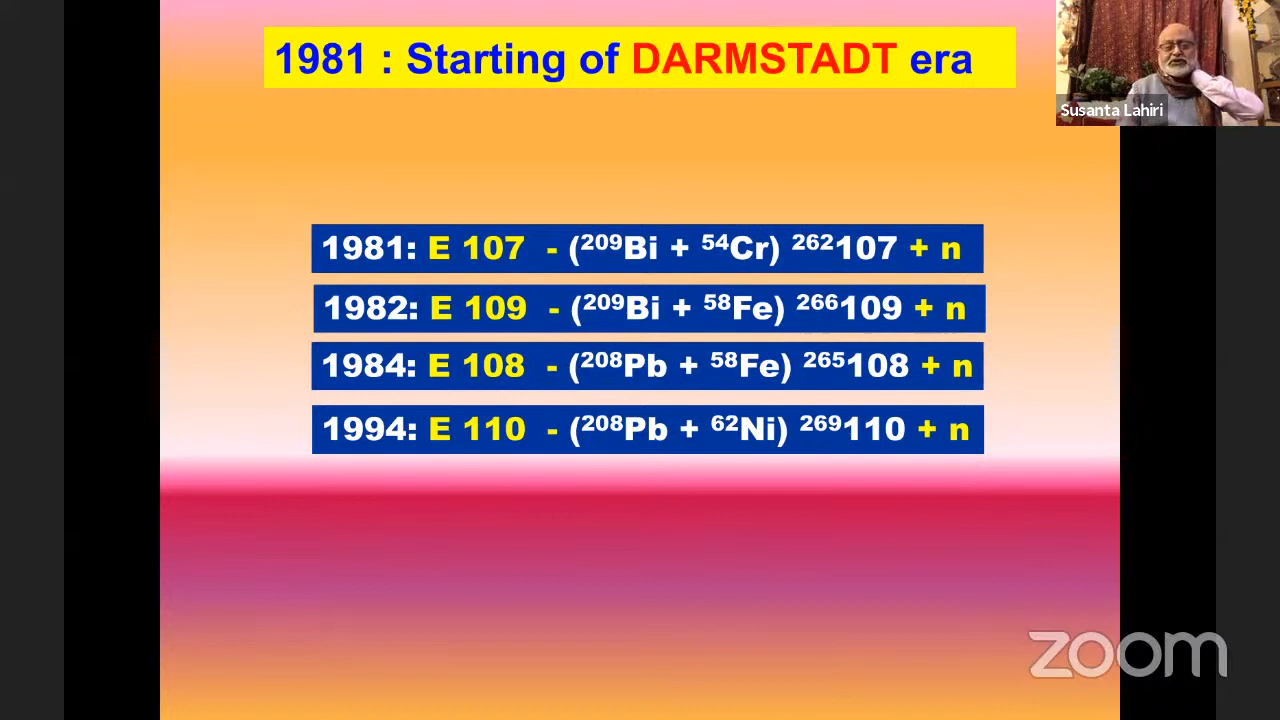 1981 : Starting of DARMSTADT era
Susanta Lahiri
1981: E 107 - (²⁰⁹Bi + ⁵⁴Cr) ²⁶²107 + n
1982: E 109 - (²⁰⁹Bi + ⁵⁸Fe) ²⁶⁶109 + n
1984: E 108 - (²⁰⁸Pb + ⁵⁸Fe) ²⁶⁵108 + n
1994: E 110 - (²⁰⁸Pb + ⁶²Ni) ²⁶⁹110 + n
zoom